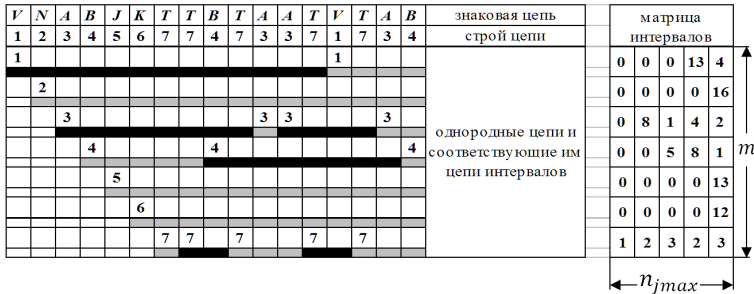 V N A B J K T T B T A A T V T A B знаковая цепь
1 2 3 4 5 6 7 7 4 7 3 3 7 1 7 3 4 строй цепи
1 1
2
3 3 3 3
4 4 4
5
6
7 7 7 7 7
однородные цепи и
соответствующие им
цепи интервалов
матрица
интервалов
0 0 0 13 4
0 0 0 0 16
0 8 1 4 2
0 0 5 8 1
0 0 0 0 13
0 0 0 0 12
1 2 3 2 3
m
n_{jmax}